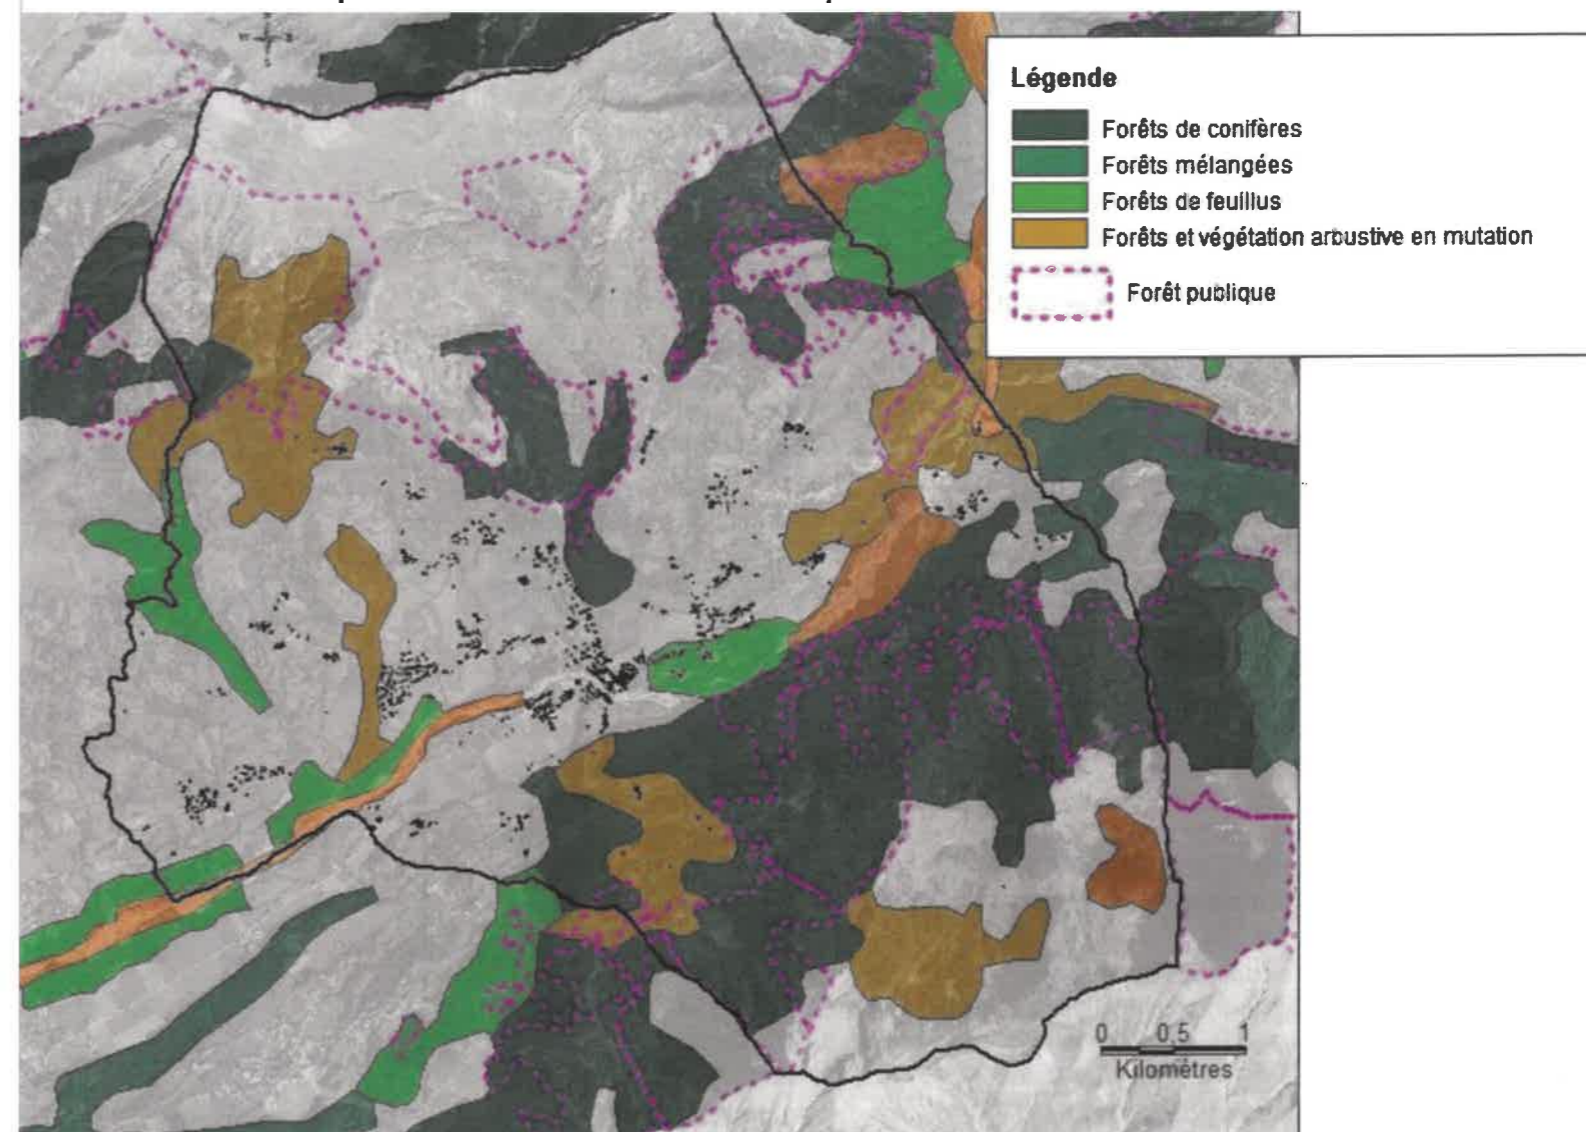 Légende
Forêts de conifères
Forêts mélangées
Forêts de feuillus
Forêts et végétation arbustive en mutation
Forêt publique
0 0,5 1
Kilomètres